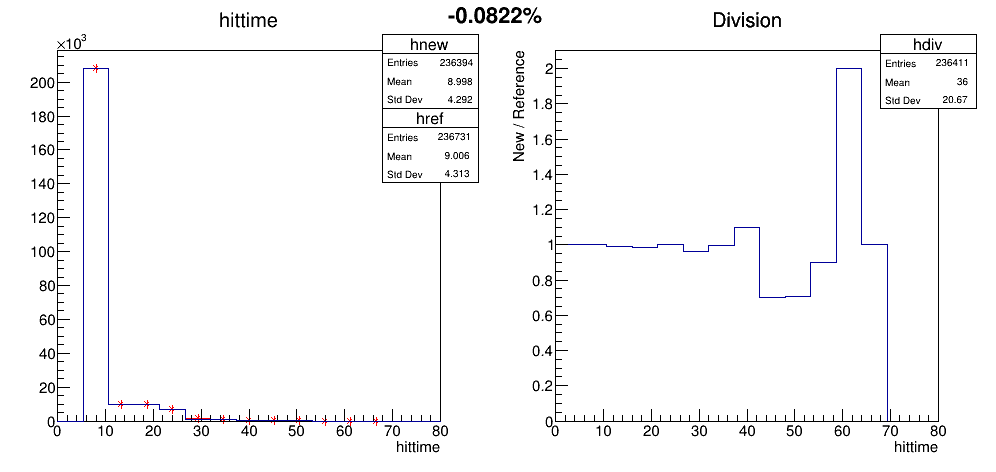 hittime
-0.0822%
Division
×10³
hnew
Entries 236394
Mean 8.998
Std Dev 4.292
href
Entries 236731
Mean 9.006
Std Dev 4.313
200
180
160
140
120
100
80
60
40
20
0
0 10 20 30 40 50 60 70 80
hittime
hdiv
Entries 236411
Mean 36
Std Dev 20.67
New / Reference
2
1.8
1.6
1.4
1.2
1
0.8
0.6
0.4
0.2
0
0 10 20 30 40 50 60 70 80
hittime